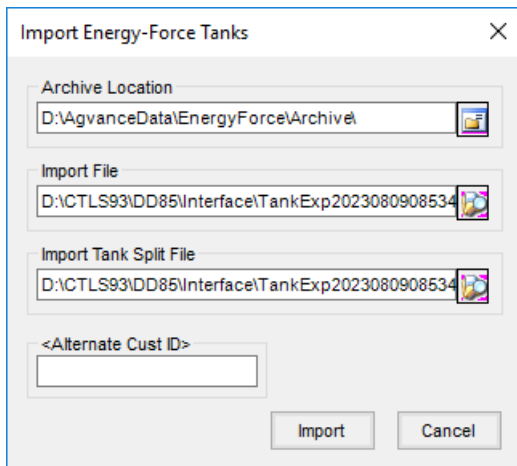 Import Energy-Force Tanks
Archive Location
D:\AgvanceData\EnergyForce\Archive\
Import File
D:\CTLS93\DD85\Interface\TankExp2023080908534
Import Tank Split File
D:\CTLS93\DD85\Interface\TankExp2023080908534
<Alternate Cust ID>
Import Cancel